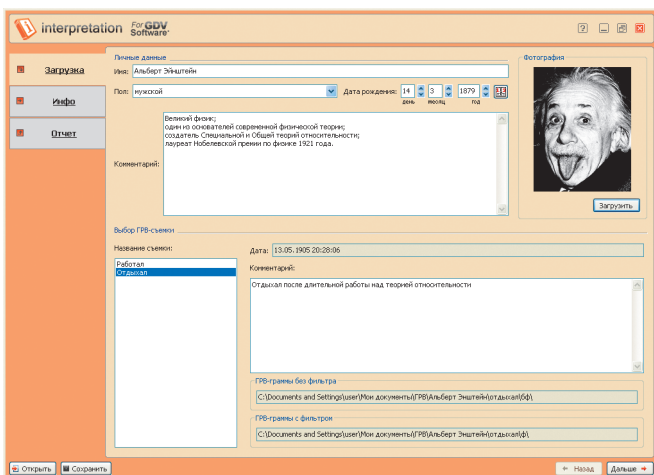 interpretation For GDV Software
Загрузка
Инфо
Отчет
Личные данные
Имя: Альберт Эйнштейн
Пол: мужской
Дата рождения: 14 3 1879
день месяц год
Комментарий:
Великий физик;
один из основателей современной физической теории;
создатель Специальной и Общей теорий относительности;
лауреат Нобелевской премии по физике 1921 года.
Фотография
Загрузить
Выбор ГРВ-съемки
Название съемки:
Работал
Отдыхал
Дата: 13.05.1905 20:28:06
Комментарий:
Отдыхал после длительной работы над теорией относительности
ГРВ-граммы без фильтра
C:\Documents and Settings\user\Мои документы\ГРВ\Альберт Энштейн\отдыхал\бф\
ГРВ-граммы с фильтром
C:\Documents and Settings\user\Мои документы\ГРВ\Альберт Энштейн\отдыхал\ф\
Открыть Сохранить
Назад Дальше